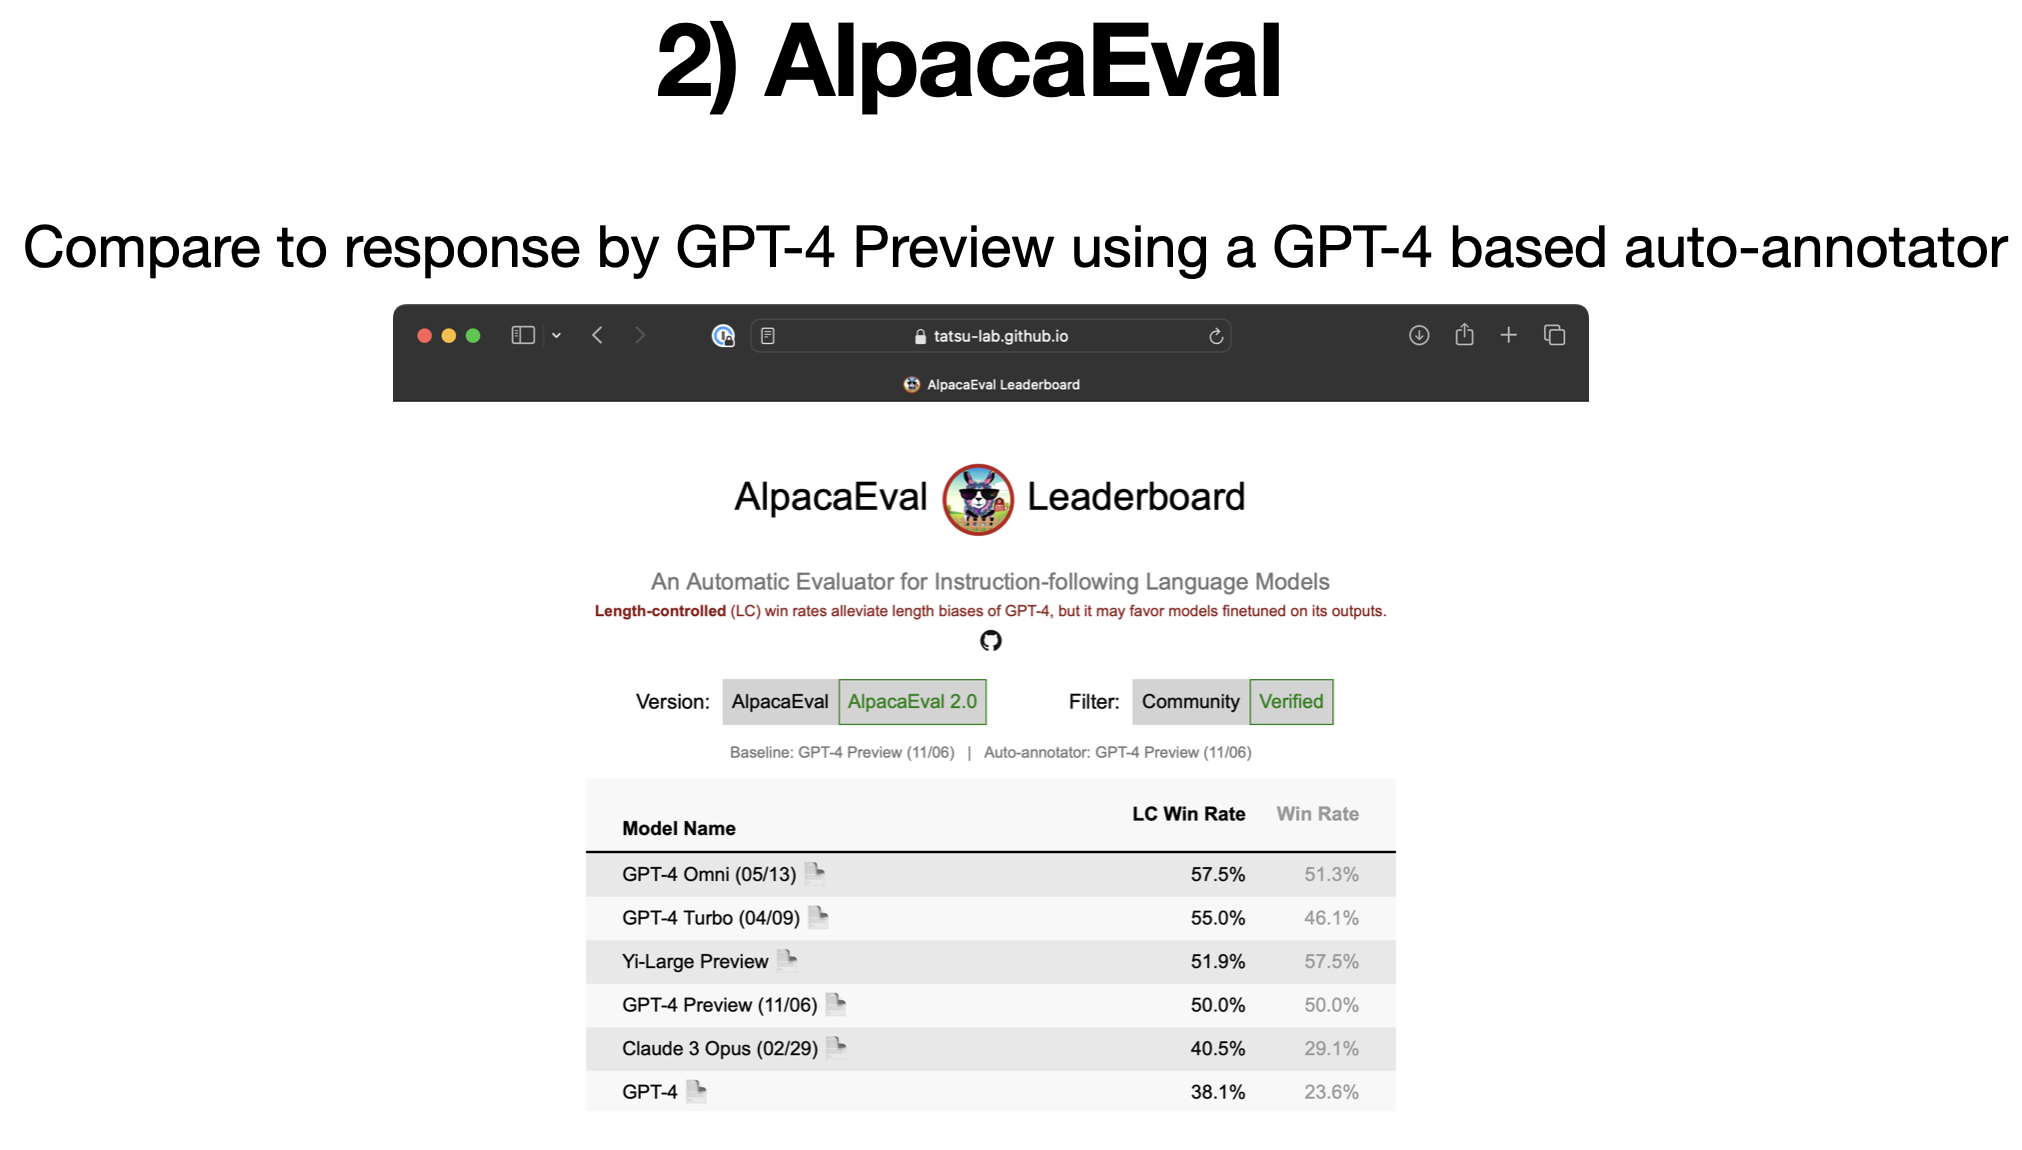 2) AlpacaEval
Compare to response by GPT-4 Preview using a GPT-4 based auto-annotator
tatsu-lab.github.io
AlpacaEval Leaderboard
AlpacaEval Leaderboard
An Automatic Evaluator for Instruction-following Language Models
Length-controlled (LC) win rates alleviate length biases of GPT-4, but it may favor models finetuned on its outputs.
Version: AlpacaEval AlpacaEval 2.0 Filter: Community Verified
Baseline: GPT-4 Preview (11/06) | Auto-annotator: GPT-4 Preview (11/06)
Model Name LC Win Rate Win Rate
GPT-4 Omni (05/13) 57.5% 51.3%
GPT-4 Turbo (04/09) 55.0% 46.1%
Yi-Large Preview 51.9% 57.5%
GPT-4 Preview (11/06) 50.0% 50.0%
Claude 3 Opus (02/29) 40.5% 29.1%
GPT-4 38.1% 23.6%